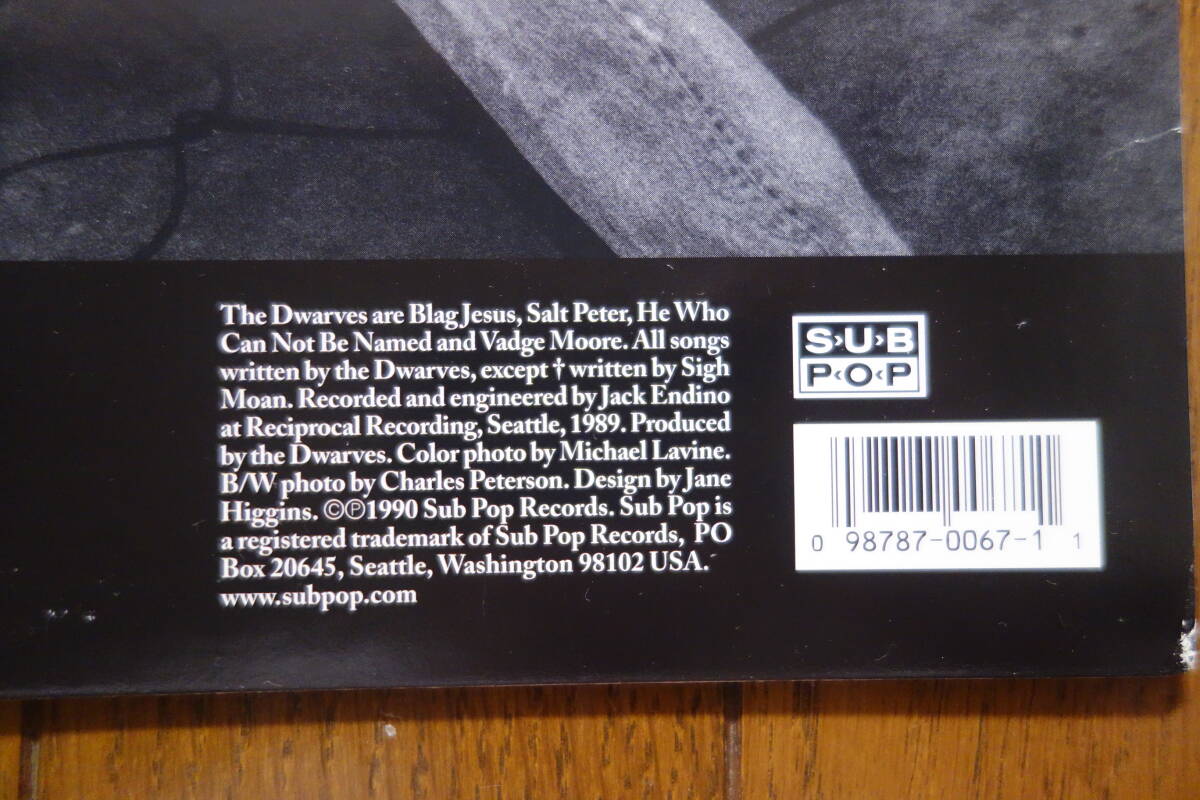 The Dwarves are Blag Jesus, Salt Peter, He Who
Can Not Be Named and Vadge Moore. All songs
written by the Dwarves, except † written by Sigh
Moan. Recorded and engineered by Jack Endino
at Reciprocal Recording, Seattle, 1989. Produced
by the Dwarves. Color photo by Michael Lavine.
B/W photo by Charles Peterson. Design by Jane
Higgins. ©℗1990 Sub Pop Records. Sub Pop is
a registered trademark of Sub Pop Records, PO
Box 20645, Seattle, Washington 98102 USA.
www.subpop.com
S›U›B
P‹O‹P
0 98787-0067-1 1